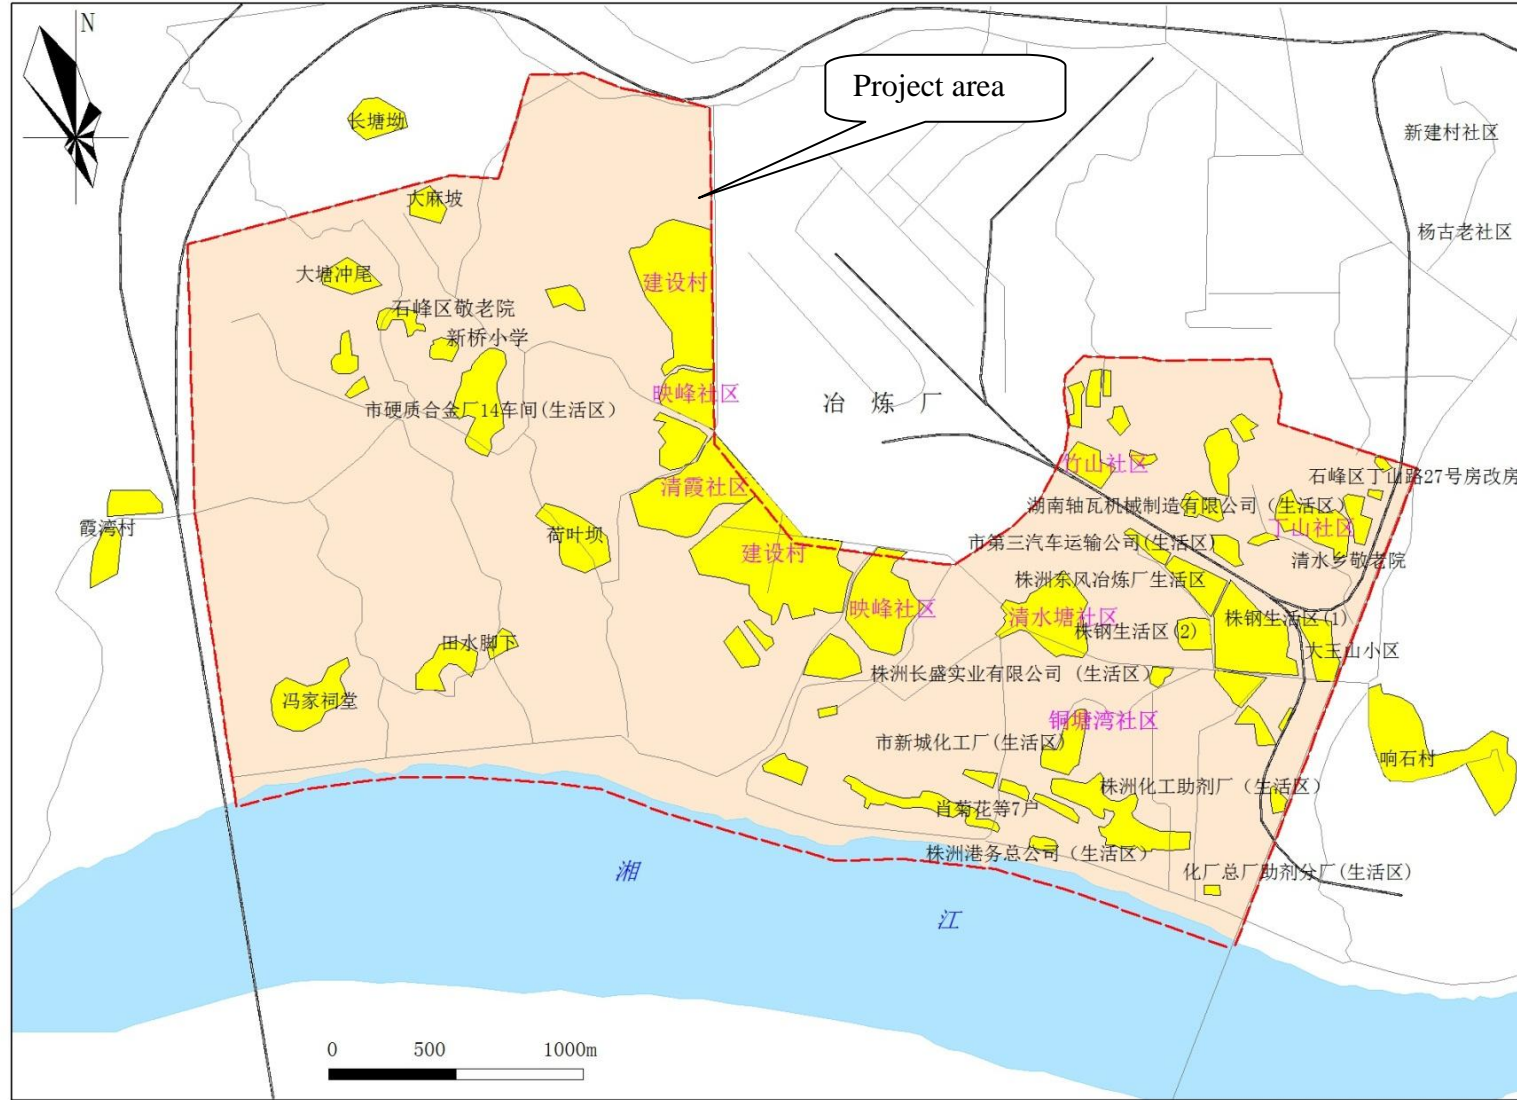 N
Project area
长塘坳
新建村社区
大麻坡
杨古老社区
大塘冲尾
建设村
石峰区敬老院
新桥小学
映峰社区
冶炼厂
市硬质合金厂14车间(生活区)
竹山社区
石峰区丁山路27号房改房
清霞社区
湖南轴瓦机械制造有限公司（生活区）
霞湾村
荷叶坝
丁山社区
市第三汽车运输公司(生活区)
建设村
清水乡敬老院
株洲东风冶炼厂生活区
映峰社区
清水塘社区
株钢生活区(1)
株钢生活区(2)
田水脚下
大玉山小区
株洲长盛实业有限公司（生活区）
冯家祠堂
铜塘湾社区
市新城化工厂(生活区)
响石村
株洲化工助剂厂（生活区）
肖菊花等7户
株洲港务总公司（生活区）
湘
化厂总厂助剂分厂(生活区)
江
0 500 1000m